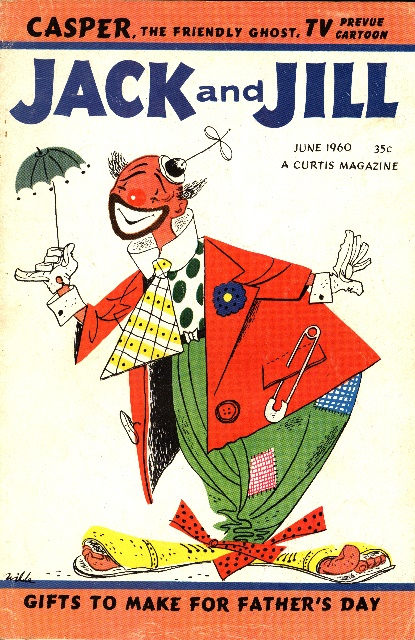 CASPER, THE FRIENDLY GHOST, TV PREVUE CARTOON
JACK and JILL
JUNE 1960 35c
A CURTIS MAGAZINE
GIFTS TO MAKE FOR FATHER'S DAY